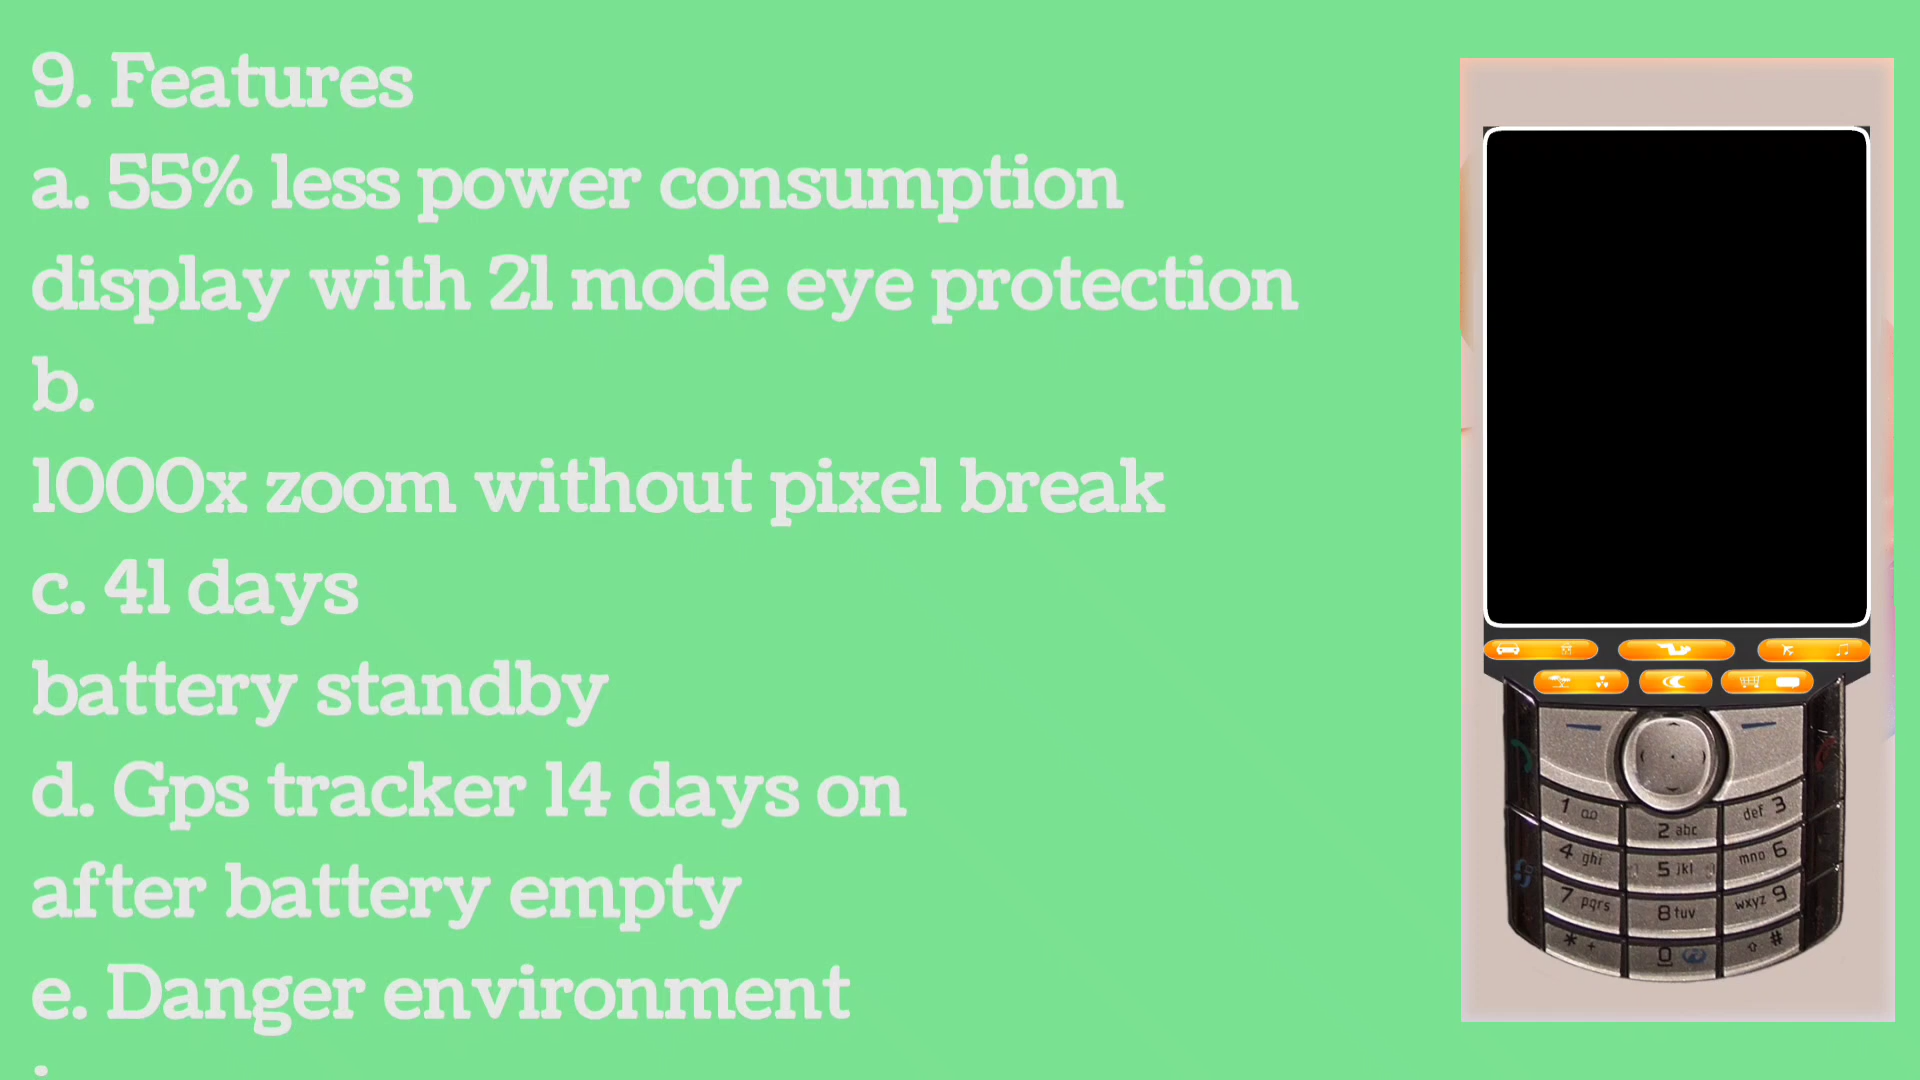 9. Features
a. 55% less power consumption
display with 21 mode eye protection
b.
1000x zoom without pixel break
c. 41 days
battery standby
d. Gps tracker 14 days on
after battery empty
e. Danger environment
1
2 abc
def 3
4 ghi
5 jkl
mno 6
7 pqrs
8 tuv
wxyz 9
* +
0
#